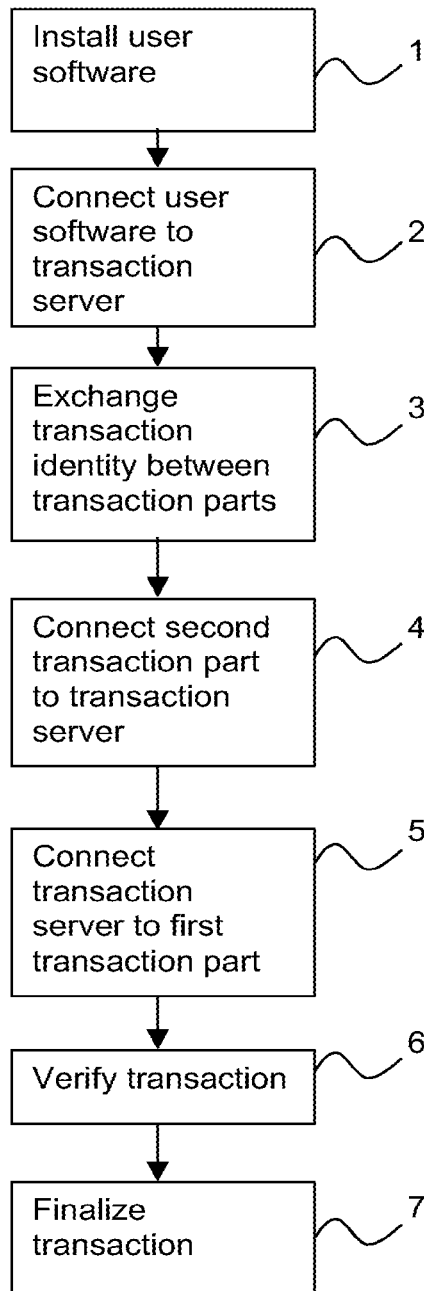 Install user
software
1
Connect user
software to
transaction
server
2
Exchange
transaction
identity between
transaction parts
3
Connect second
transaction part
to transaction
server
4
Connect
transaction
server to first
transaction part
5
Verify transaction
6
Finalize
transaction
7